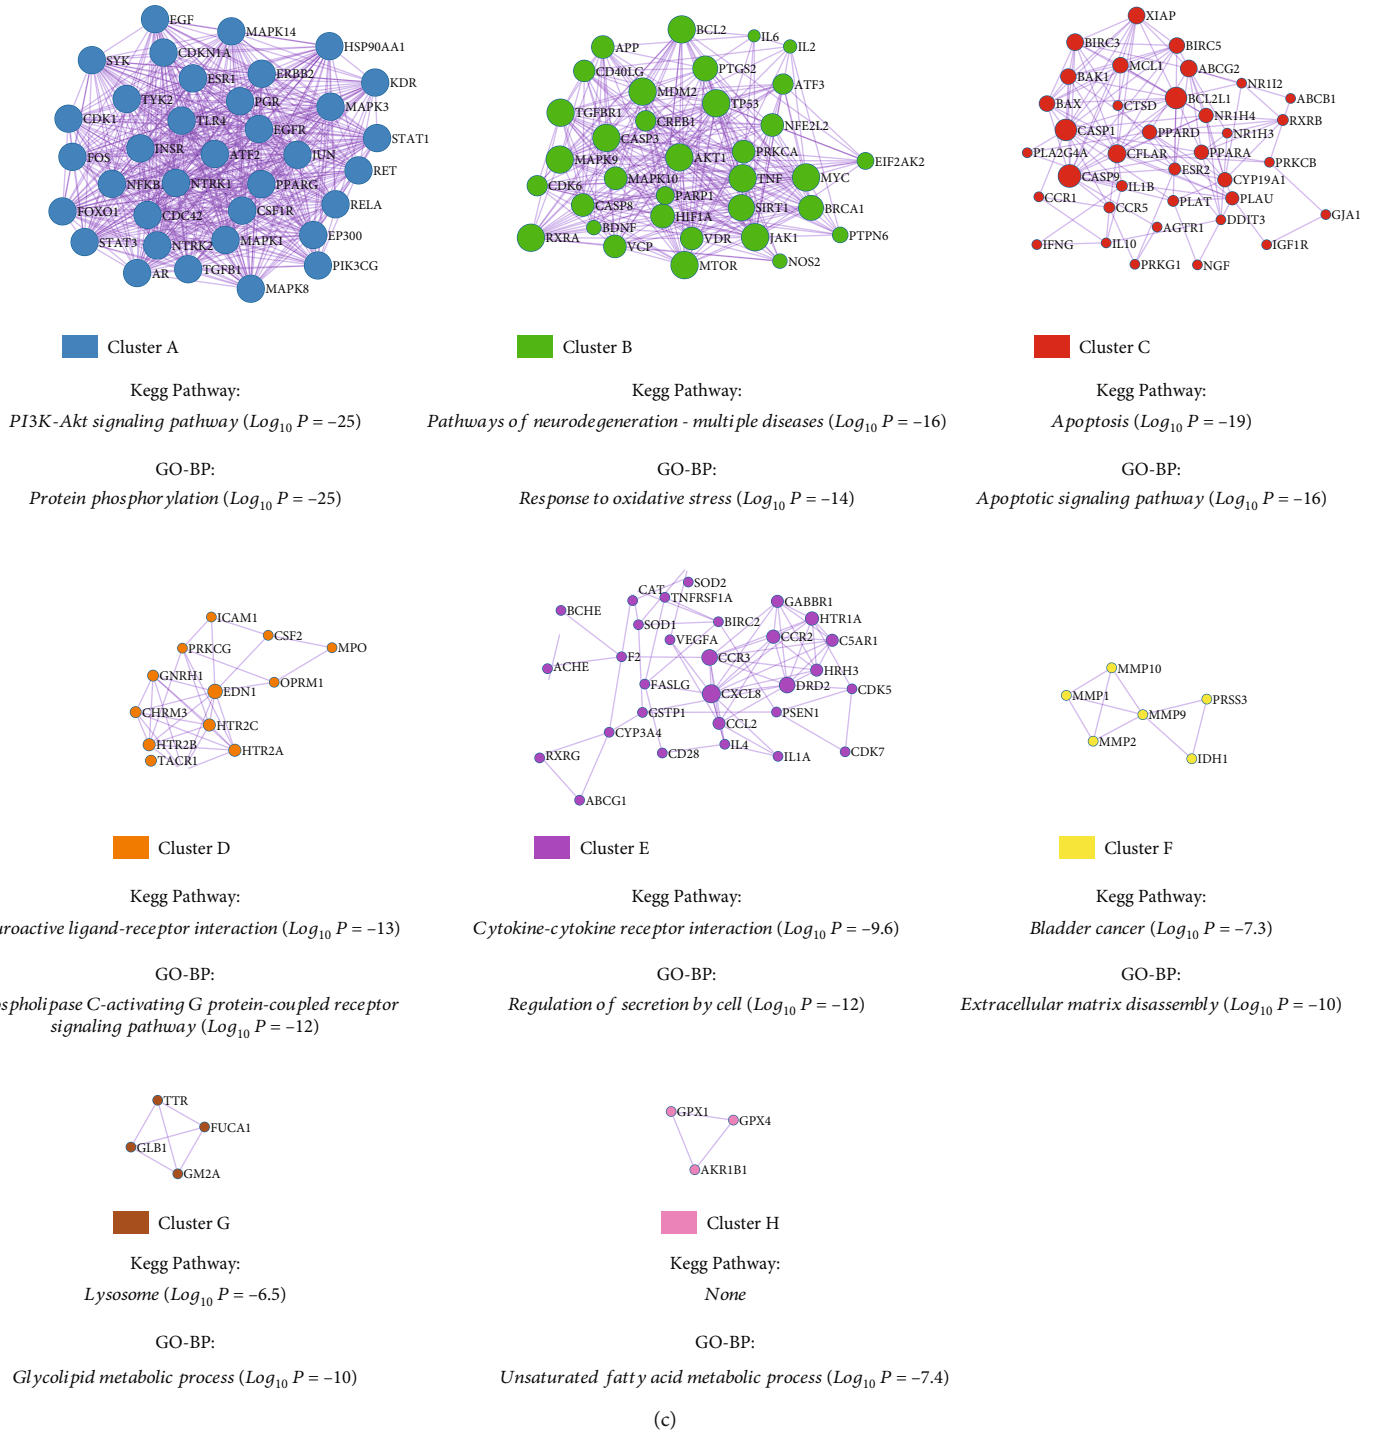 EGF
MAPK14
HSP90AA1
CDKN1A
SYK
ESR1
ERBB2
KDR
TYK2
PGR
MAPK3
CDK1
TLR4
EGFR
STAT1
FOS
INSR
ATF2
JUN
RET
NFKB
NTRK1
PPARG
FOXO1
CDC42
CSF1R
RELA
STAT3
NTRK2
MAPK1
EP300
AR
TGFB1
PIK3CG
MAPK8
BCL2
IL6
IL2
APP
CD40LG
PTGS2
ATF3
MDM2
TP53
TGFBR1
CREB1
NFE2L2
CASP3
MAPK9
AKT1
PRKCA
EIF2AK2
CDK6
MAPK10
TNF
MYC
PARP1
CASP8
HIF1A
SIRT1
BRCA1
RXRA
BDNF
VCP
VDR
JAK1
PTPN6
MTOR
NOS2
XIAP
BIRC3
BIRC5
MCL1
ABCG2
BAK1
NR1I2
BAX
CTSD
BCL2L1
ABCB1
NR1H4
RXRB
CASP1
PPARD
NR1H3
PLA2G4A
CFLAR
PPARA
PRKCB
CASP9
ESR2
CYP19A1
IL1B
CCR1
CCR5
PLAT
PLAU
GJA1
AGTR1
DDIT3
IFNG
IL10
IGF1R
PRKG1
NGF
Cluster A
Cluster B
Cluster C
Kegg Pathway:
Kegg Pathway:
Kegg Pathway:
PI3K-Akt signaling pathway (Log10 P = –25)
Pathways of neurodegeneration - multiple diseases (Log10 P = –16)
Apoptosis (Log10 P = –19)
GO-BP:
GO-BP:
GO-BP:
Protein phosphorylation (Log10 P = –25)
Response to oxidative stress (Log10 P = –14)
Apoptotic signaling pathway (Log10 P = –16)
ICAM1
CSF2
PRKCG
MPO
GNRH1
OPRM1
EDN1
CHRM3
HTR2C
HTR2B
HTR2A
TACR1
SOD2
CAT
TNFRSF1A
GABBR1
BCHE
HTR1A
SOD1
BIRC2
VEGFA
CCR2
C5AR1
F2
CCR3
ACHE
HRH3
FASLG
CXCL8
DRD2
CDK5
GSTP1
PSEN1
CCL2
CYP3A4
IL4
RXRG
CD28
IL1A
CDK7
ABCG1
MMP10
MMP1
PRSS3
MMP9
MMP2
IDH1
Cluster D
Cluster E
Cluster F
Kegg Pathway:
Kegg Pathway:
Kegg Pathway:
roactive ligand-receptor interaction (Log10 P = –13)
Cytokine-cytokine receptor interaction (Log10 P = –9.6)
Bladder cancer (Log10 P = –7.3)
GO-BP:
GO-BP:
GO-BP:
spholipase C-activating G protein-coupled receptor
signaling pathway (Log10 P = –12)
Regulation of secretion by cell (Log10 P = –12)
Extracellular matrix disassembly (Log10 P = –10)
TTR
FUCA1
GLB1
GM2A
GPX1
GPX4
AKR1B1
Cluster G
Cluster H
Kegg Pathway:
Kegg Pathway:
Lysosome (Log10 P = –6.5)
None
GO-BP:
GO-BP:
Glycolipid metabolic process (Log10 P = –10)
Unsaturated fatty acid metabolic process (Log10 P = –7.4)
(c)